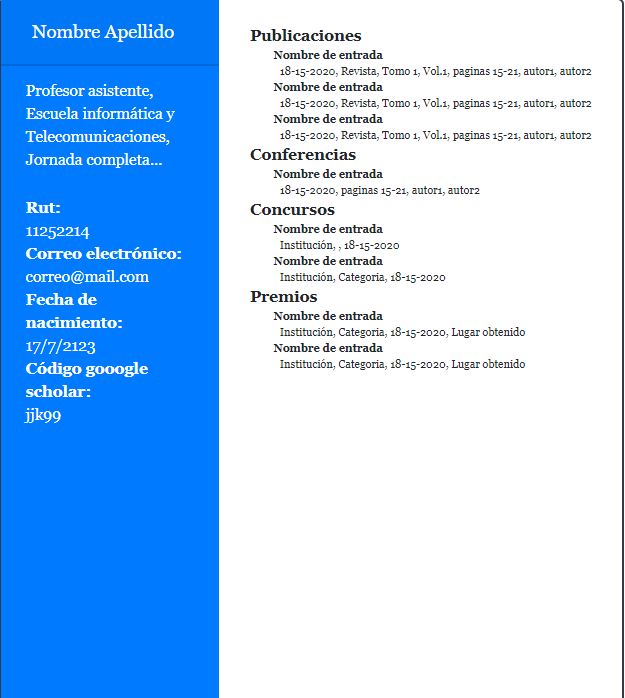 Nombre Apellido
Profesor asistente,
Escuela informática y
Telecomunicaciones,
Jornada completa...
Rut:
11252214
Correo electrónico:
correo@mail.com
Fecha de
nacimiento:
17/7/2123
Código gooogle
scholar:
jjk99
Publicaciones
Nombre de entrada
18-15-2020, Revista, Tomo 1, Vol.1, paginas 15-21, autor1, autor2
Nombre de entrada
18-15-2020, Revista, Tomo 1, Vol.1, paginas 15-21, autor1, autor2
Nombre de entrada
18-15-2020, Revista, Tomo 1, Vol.1, paginas 15-21, autor1, autor2
Conferencias
Nombre de entrada
18-15-2020, paginas 15-21, autor1, autor2
Concursos
Nombre de entrada
Institución, , 18-15-2020
Nombre de entrada
Institución, Categoria, 18-15-2020
Premios
Nombre de entrada
Institución, Categoria, 18-15-2020, Lugar obtenido
Nombre de entrada
Institución, Categoria, 18-15-2020, Lugar obtenido